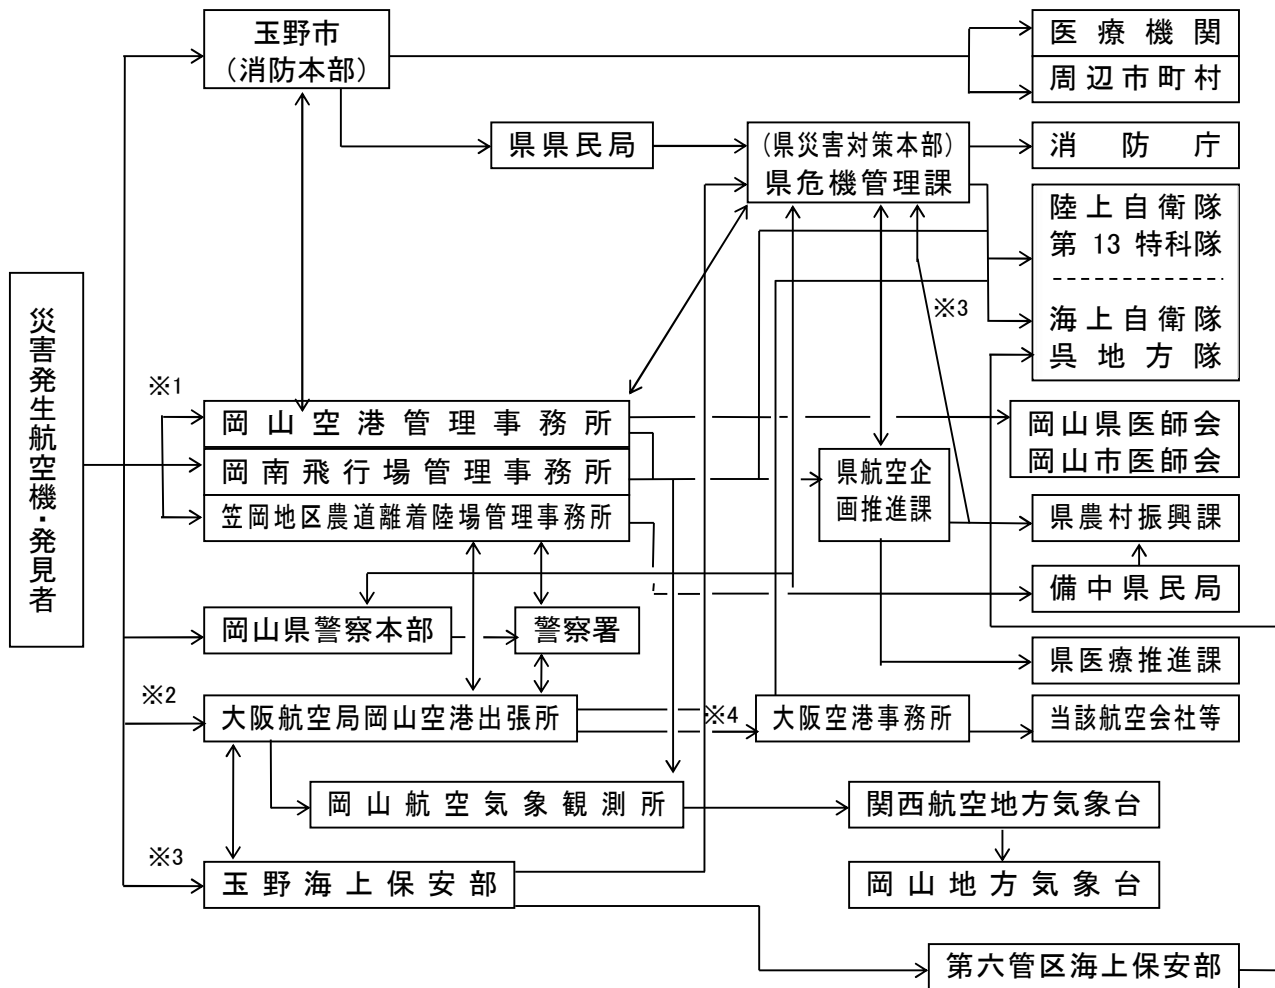 玉野市
（消防本部）
医療機関
周辺市町村
県県民局
（県災害対策本部）
県危機管理課
消防庁
陸上自衛隊
第13特科隊
海上自衛隊
呉地方隊
※3
災害発生航空機・発見者
※1
岡山空港管理事務所
岡南飛行場管理事務所
笠岡地区農道離着陸場管理事務所
岡山県医師会
岡山市医師会
県航空企
画推進課
県農村振興課
備中県民局
岡山県警察本部
警察署
県医療推進課
※2
大阪航空局岡山空港出張所
※4
大阪空港事務所
当該航空会社等
岡山航空気象観測所
関西航空地方気象台
※3
玉野海上保安部
岡山地方気象台
第六管区海上保安部